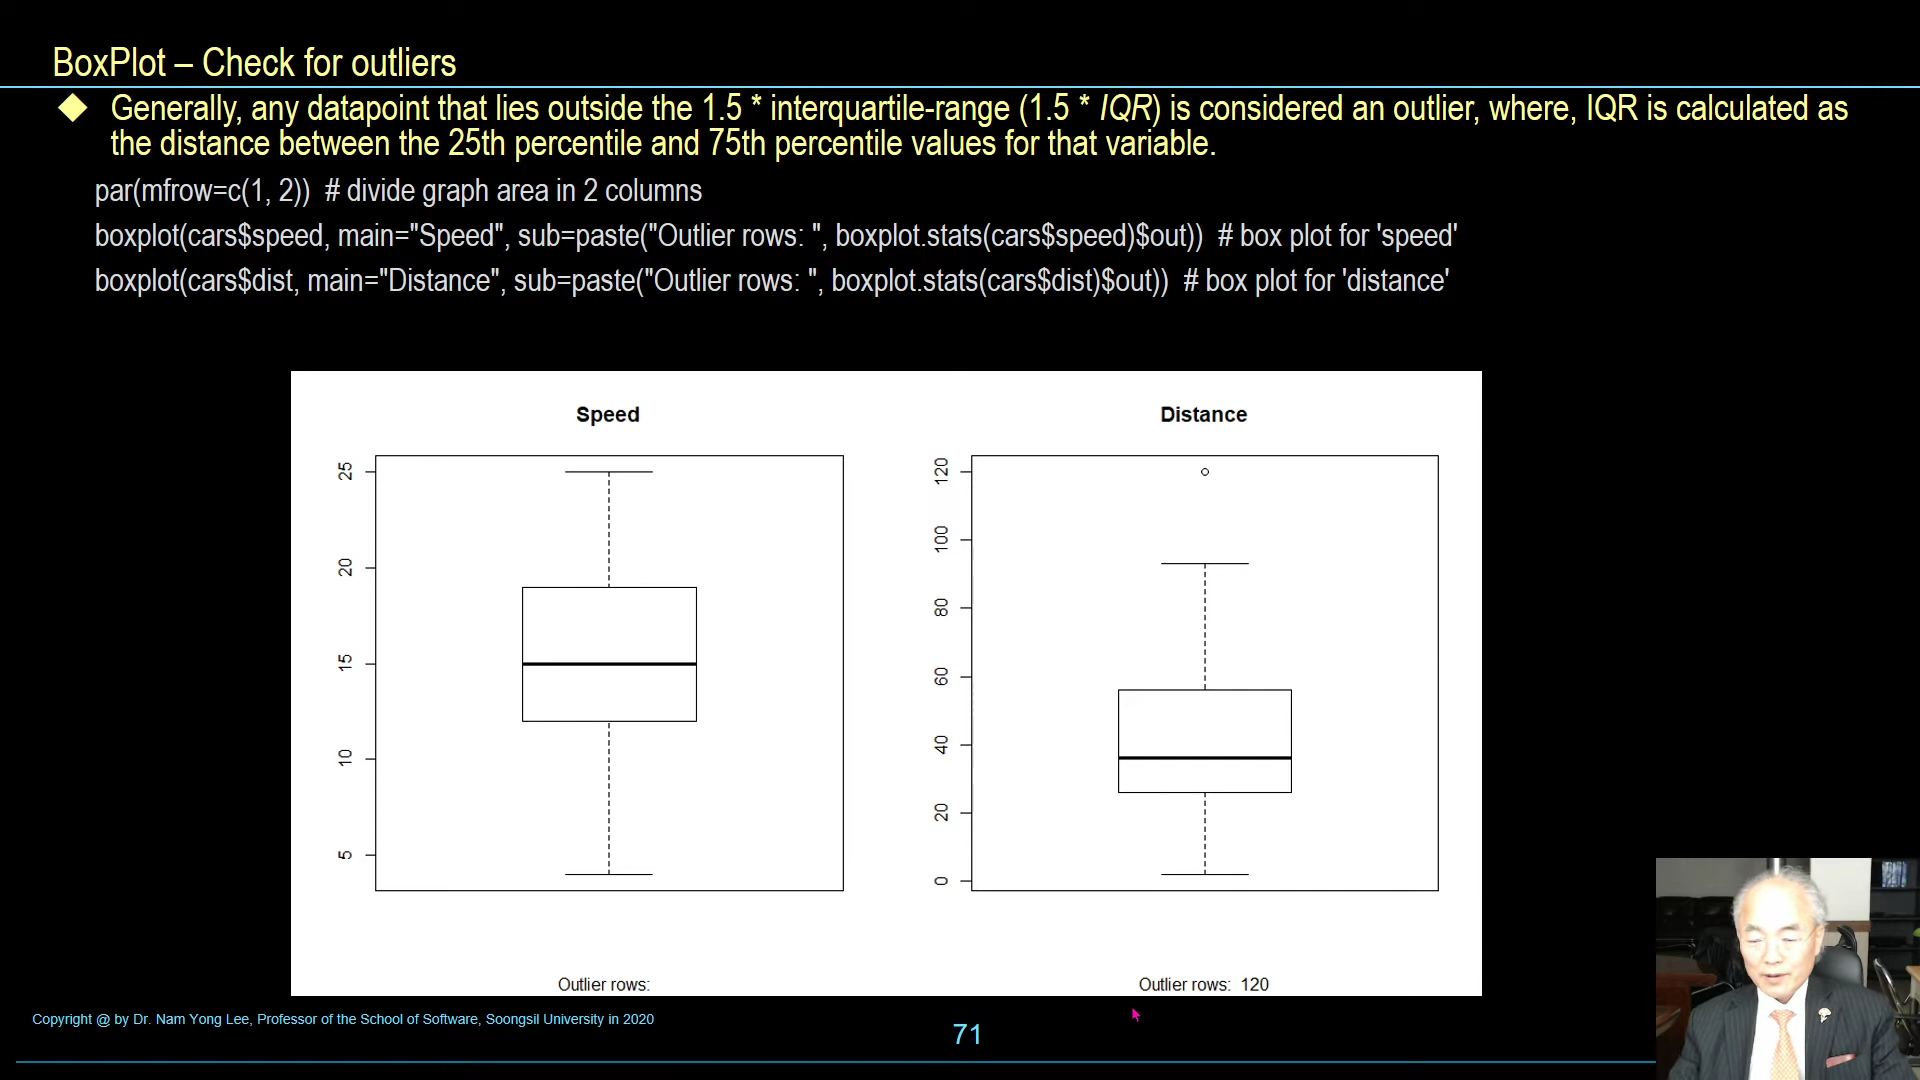 BoxPlot – Check for outliers
Generally, any datapoint that lies outside the 1.5 * interquartile-range (1.5 * IQR) is considered an outlier, where, IQR is calculated as
the distance between the 25th percentile and 75th percentile values for that variable.
par(mfrow=c(1, 2))  # divide graph area in 2 columns
boxplot(cars$speed, main="Speed", sub=paste("Outlier rows: ", boxplot.stats(cars$speed)$out))  # box plot for 'speed'
boxplot(cars$dist, main="Distance", sub=paste("Outlier rows: ", boxplot.stats(cars$dist)$out))  # box plot for 'distance'
Speed
25
20
15
10
5
Outlier rows:
Distance
120
100
80
60
40
20
0
Outlier rows:  120
Copyright @ by Dr. Nam Yong Lee, Professor of the School of Software, Soongsil University in 2020
71